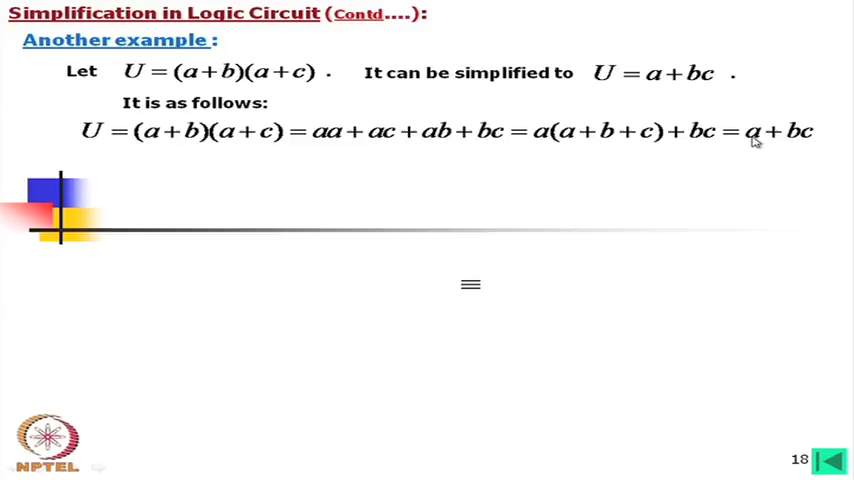 Simplification in Logic Circuit (Contd....):
Another example :
Let U = (a+b)(a+c) . It can be simplified to U = a+bc .
It is as follows:
U = (a+b)(a+c) = aa+ac+ab+bc = a(a+b+c)+bc = a+bc
≡
NPTEL
18